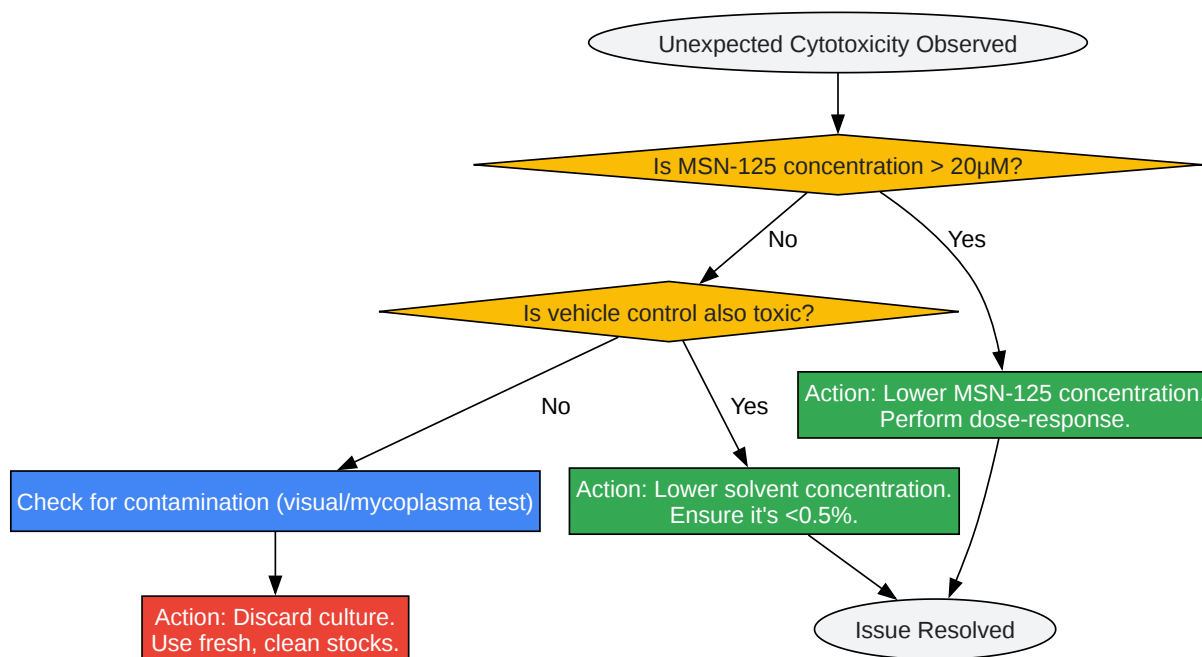 Unexpected Cytotoxicity Observed
Is MSN-125 concentration > 20µM?
No
Yes
Is vehicle control also toxic?
No
Yes
Action: Lower MSN-125 concentration.
Perform dose-response.
Check for contamination (visual/mycoplasma test)
Action: Lower solvent concentration.
Ensure it's <0.5%.
Action: Discard culture.
Use fresh, clean stocks.
Issue Resolved